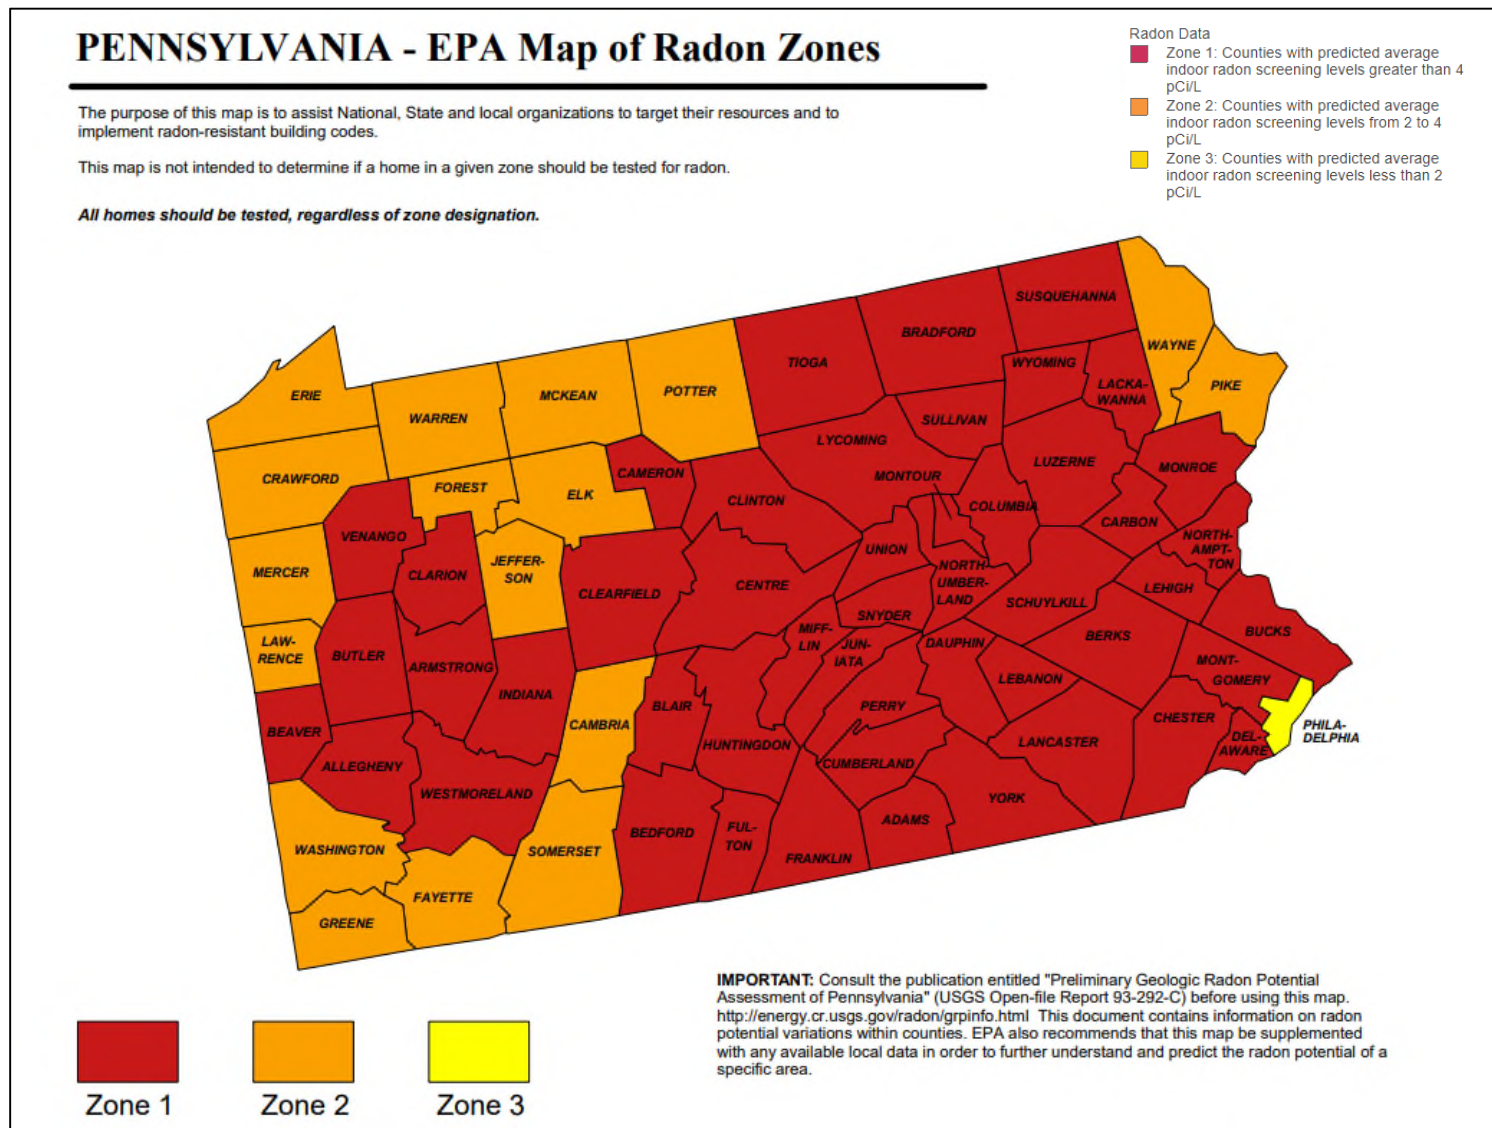 PENNSYLVANIA - EPA Map of Radon Zones
The purpose of this map is to assist National, State and local organizations to target their resources and to
implement radon-resistant building codes.
This map is not intended to determine if a home in a given zone should be tested for radon.
All homes should be tested, regardless of zone designation.
Radon Data
Zone 1: Counties with predicted average
indoor radon screening levels greater than 4
pCi/L
Zone 2: Counties with predicted average
indoor radon screening levels from 2 to 4
pCi/L
Zone 3: Counties with predicted average
indoor radon screening levels less than 2
pCi/L
SUSQUEHANNA
BRADFORD
TIOGA
WAYNE
WYOMING
PIKE
LACKA-
WANNA
POTTER
MCKEAN
ERIE
WARREN
SULLIVAN
LYCOMING
LUZERNE
MONROE
MONTOUR
CAMERON
CRAWFORD
FOREST
ELK
CLINTON
COLUMBIA
CARBON
VENANGO
NORTH-
AMPT-
TON
UNION
JEFFER-
SON
MERCER
CLARION
CENTRE
CLEARFIELD
NORTH
UMBER-
LAND
LEHIGH
SCHUYLKILL
SNYDER
BERKS
BUCKS
MIFF-
LIN
JUN-
IATA
DAUPHIN
LAW-
RENCE
BUTLER
ARMSTRONG
INDIANA
MONT-
GOMERY
LEBANON
BLAIR
PERRY
CHESTER
CAMBRIA
BEAVER
PHILA-
DELPHIA
DEL-
AWARE
HUNTINGDON
LANCASTER
CUMBERLAND
ALLEGHENY
WESTMORELAND
YORK
ADAMS
BEDFORD
FUL-
TON
WASHINGTON
SOMERSET
FRANKLIN
FAYETTE
GREENE
IMPORTANT: Consult the publication entitled "Preliminary Geologic Radon Potential
Assessment of Pennsylvania" (USGS Open-file Report 93-292-C) before using this map.
http://energy.cr.usgs.gov/radon/grpinfo.html This document contains information on radon
potential variations within counties. EPA also recommends that this map be supplemented
with any available local data in order to further understand and predict the radon potential of a
specific area.
Zone 1
Zone 2
Zone 3